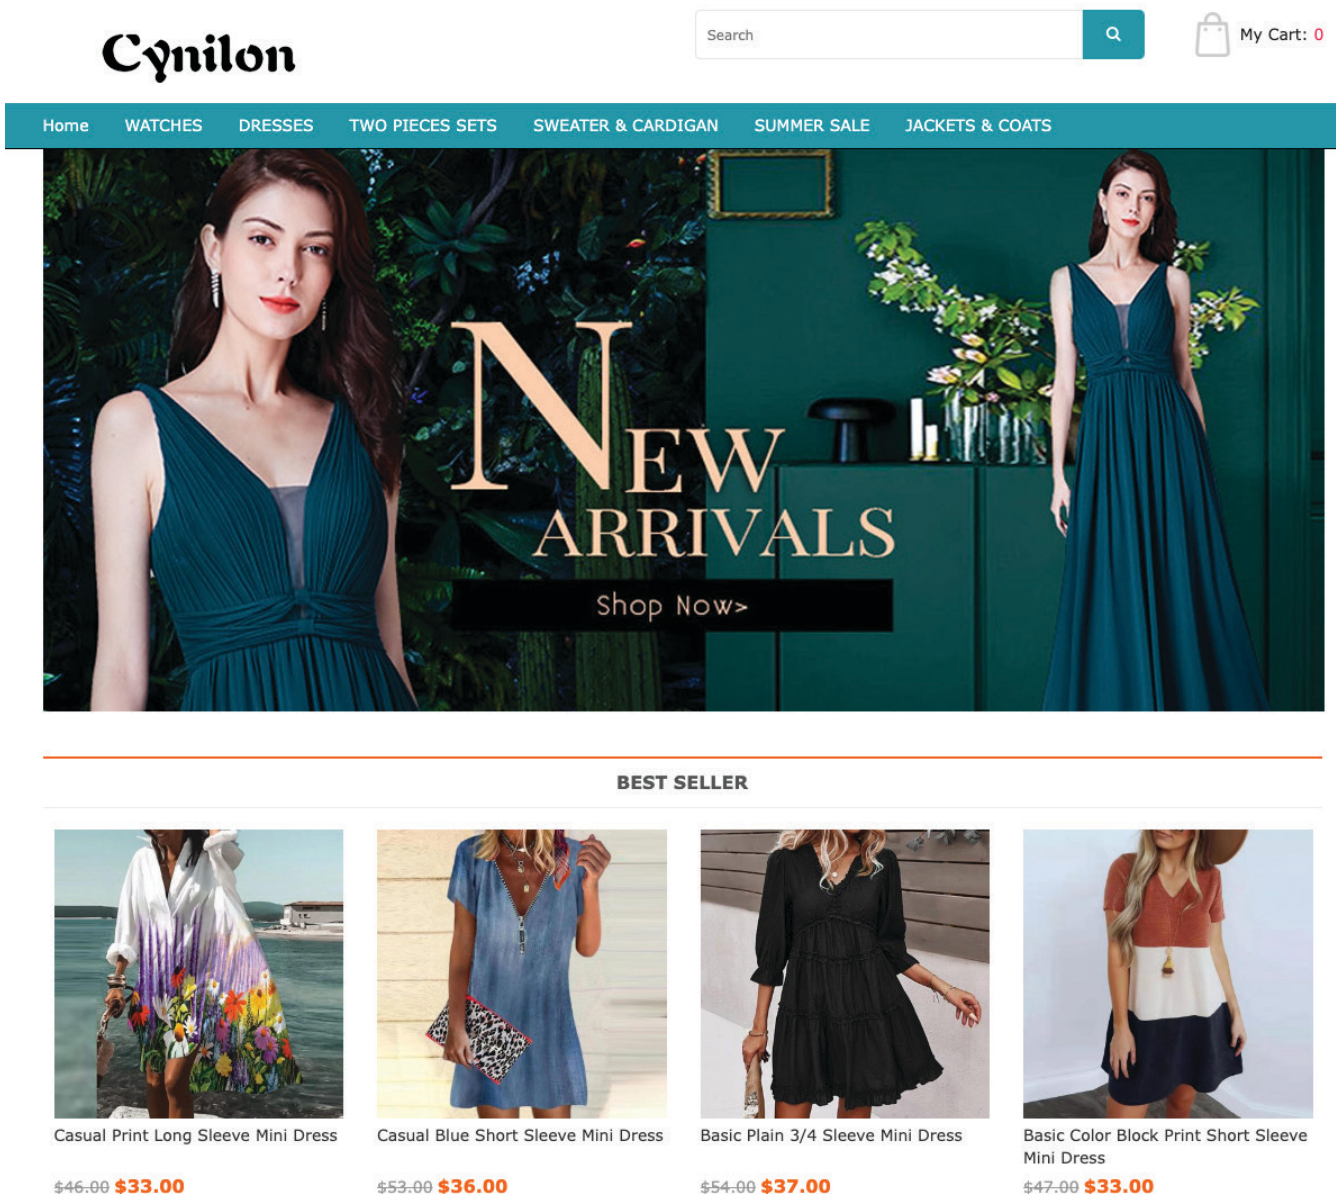 Cynilon
Search
My Cart: 0
Home WATCHES DRESSES TWO PIECES SETS SWEATER & CARDIGAN SUMMER SALE JACKETS & COATS
NEW
ARRIVALS
Shop Now>
BEST SELLER
Casual Print Long Sleeve Mini Dress
$46.00 $33.00
Casual Blue Short Sleeve Mini Dress
$53.00 $36.00
Basic Plain 3/4 Sleeve Mini Dress
$54.00 $37.00
Basic Color Block Print Short Sleeve
Mini Dress
$47.00 $33.00